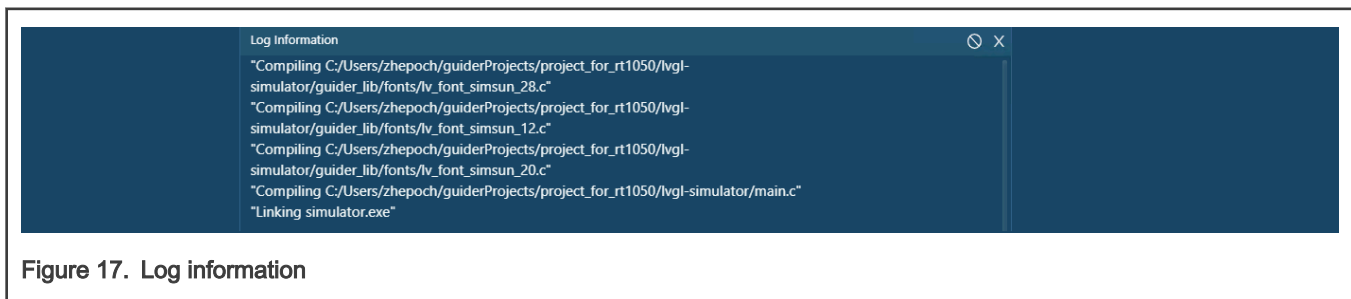 Log Information
"Compiling C:/Users/zhepoch/guiderProjects/project_for_rt1050/lvgl-
simulator/guider_lib/fonts/lv_font_simsun_28.c"
"Compiling C:/Users/zhepoch/guiderProjects/project_for_rt1050/lvgl-
simulator/guider_lib/fonts/lv_font_simsun_12.c"
"Compiling C:/Users/zhepoch/guiderProjects/project_for_rt1050/lvgl-
simulator/guider_lib/fonts/lv_font_simsun_20.c"
"Compiling C:/Users/zhepoch/guiderProjects/project_for_rt1050/lvgl-simulator/main.c"
"Linking simulator.exe"
Figure 17. Log information